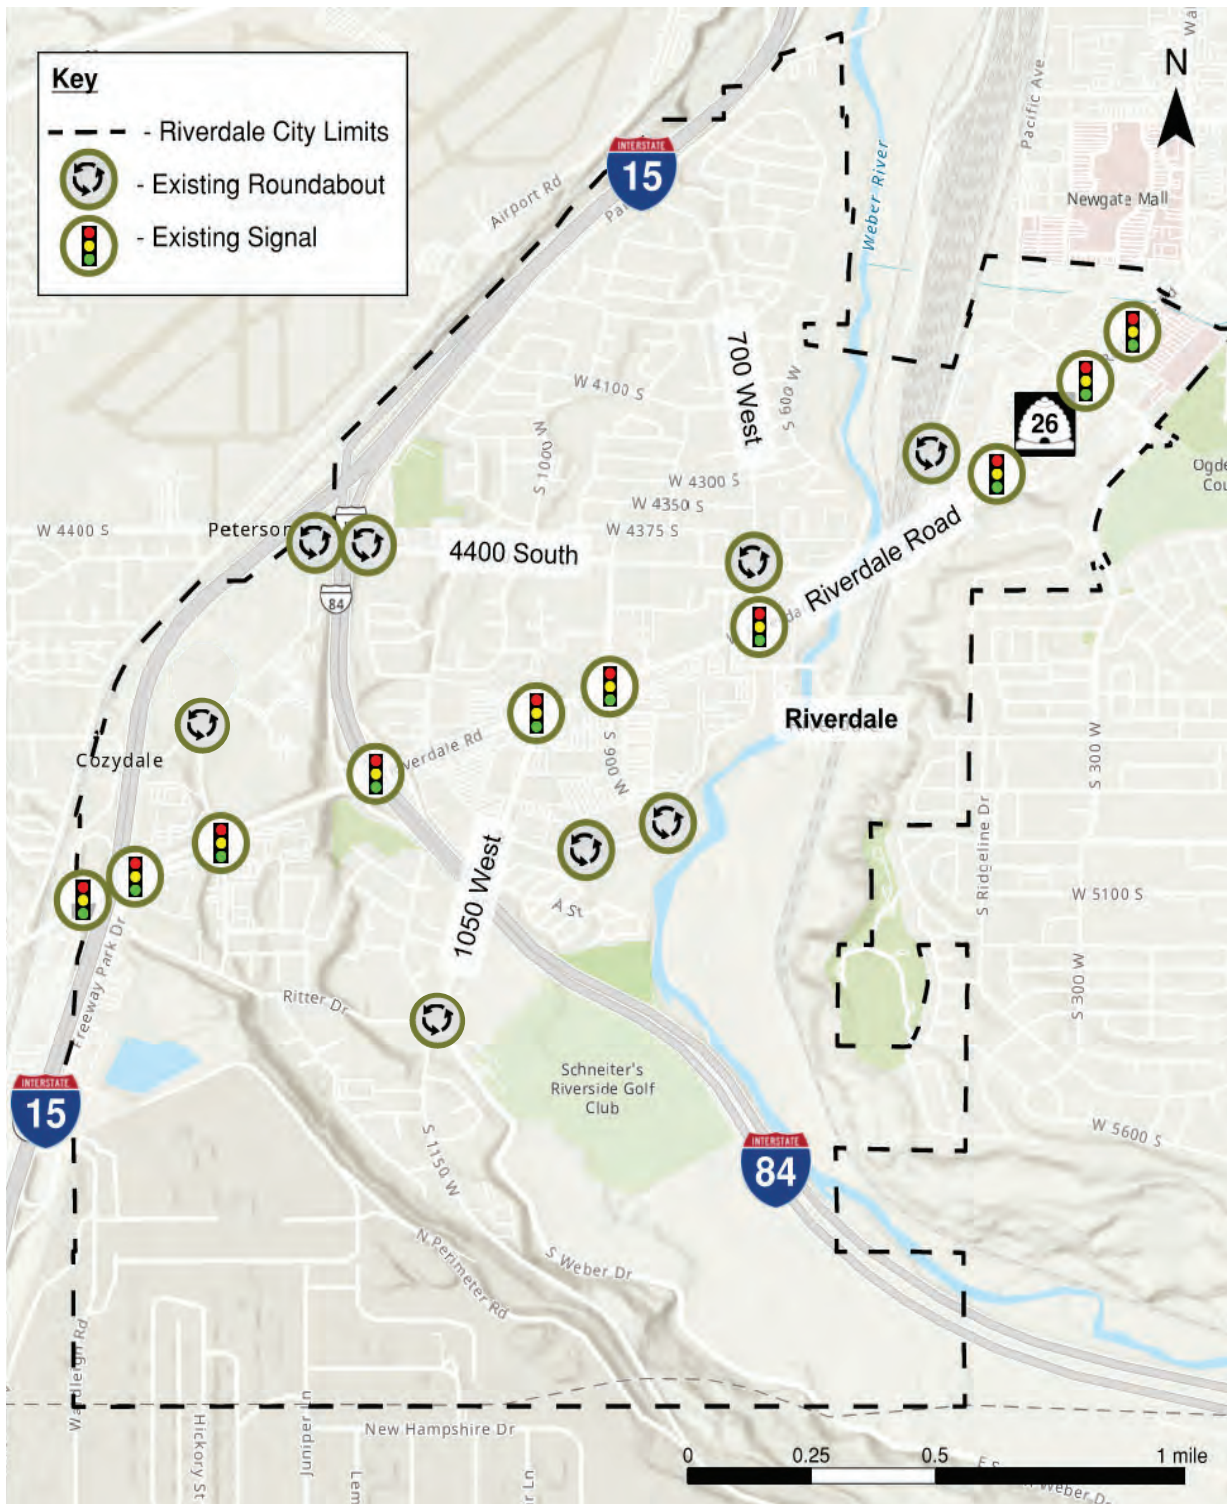 Key
- Riverdale City Limits
- Existing Roundabout
- Existing Signal
N
INTERSTATE
15
Airport Rd
Weber River
Pacific Ave
Newgate Mall
W 4100 S
700 West
S 600 W
S 1000 W
W 4300 S
W 4350 S
W 4375 S
26
W 4400 S
Peterson
4400 South
84
Riverdale Road
Riverdale
Cozydale
S 900 W
S 300 W
1050 West
A St
S Ridgeline Dr
W 5100 S
Freeway Park Dr
Ritter Dr
S 300 W
Schneiter's
Riverside Golf
Club
INTERSTATE
15
S 1150 W
W 5600 S
INTERSTATE
84
N Perimeter Rd
S Weber Dr
Hickory St
Juniper Ln
New Hampshire Dr
0 0.25 0.5 1 mile